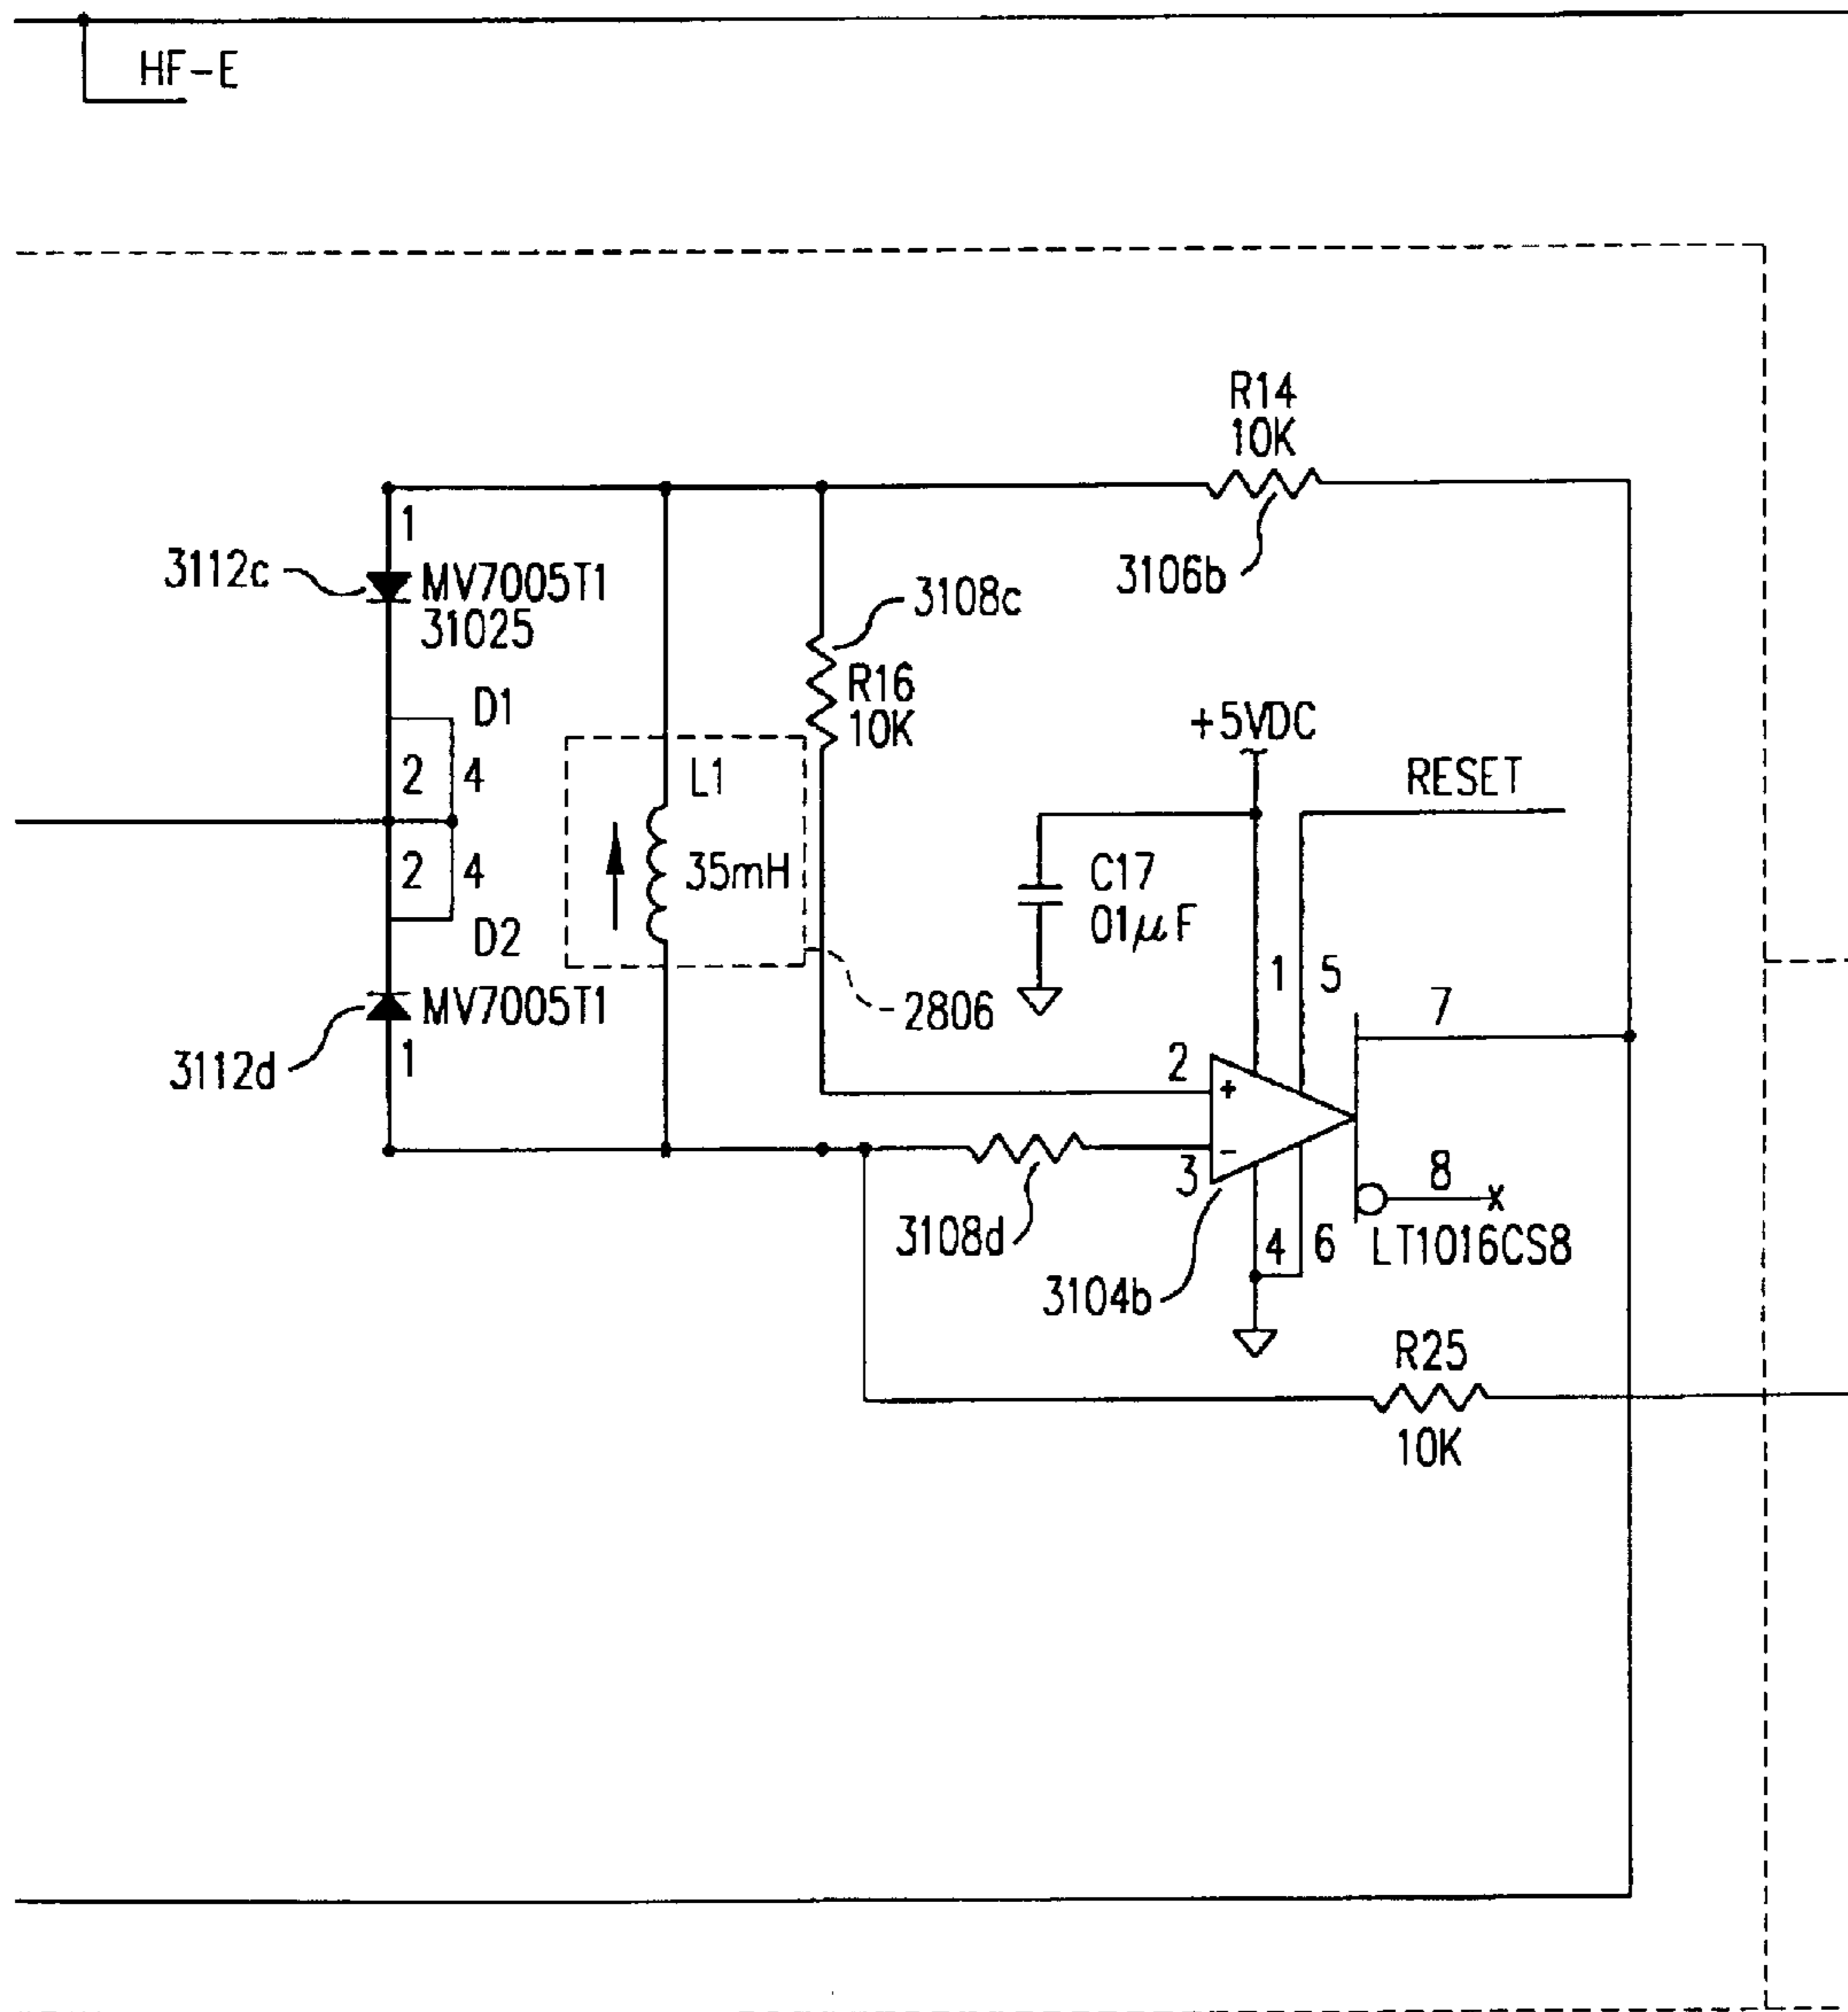 HF-E
R14
10K
1
3112c
MV7005T1
31025
3106b
3108c
R16
10K
D1
+5VDC
2 4
L1
RESET
2 4
35mH
C17
01µF
D2
1 5
MV7005T1
2806
7
3112d
1
2
+
-
3
8
3108d
4 6
LT1016CS8
3104b
R25
10K